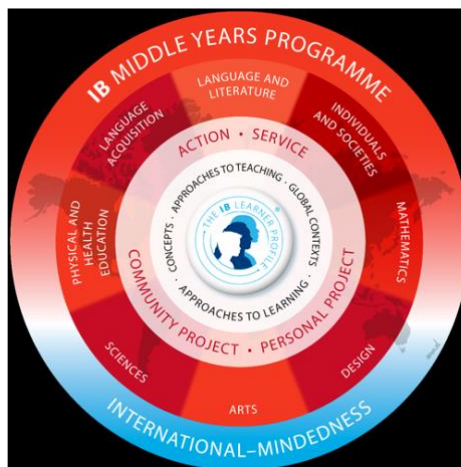 IB MIDDLE YEARS PROGRAMME
LANGUAGE AND
LITERATURE
LANGUAGE
ACQUISITION
INDIVIDUALS
AND SOCIETIES
PHYSICAL AND
HEALTH
EDUCATION
MATHEMATICS
SCIENCES
DESIGN
ARTS
ACTION • SERVICE
COMMUNITY PROJECT • PERSONAL PROJECT
CONCEPTS · APPROACHES TO TEACHING · GLOBAL CONTEXTS ·
· APPROACHES TO LEARNING ·
THE IB LEARNER PROFILE
®
INTERNATIONAL–MINDEDNESS